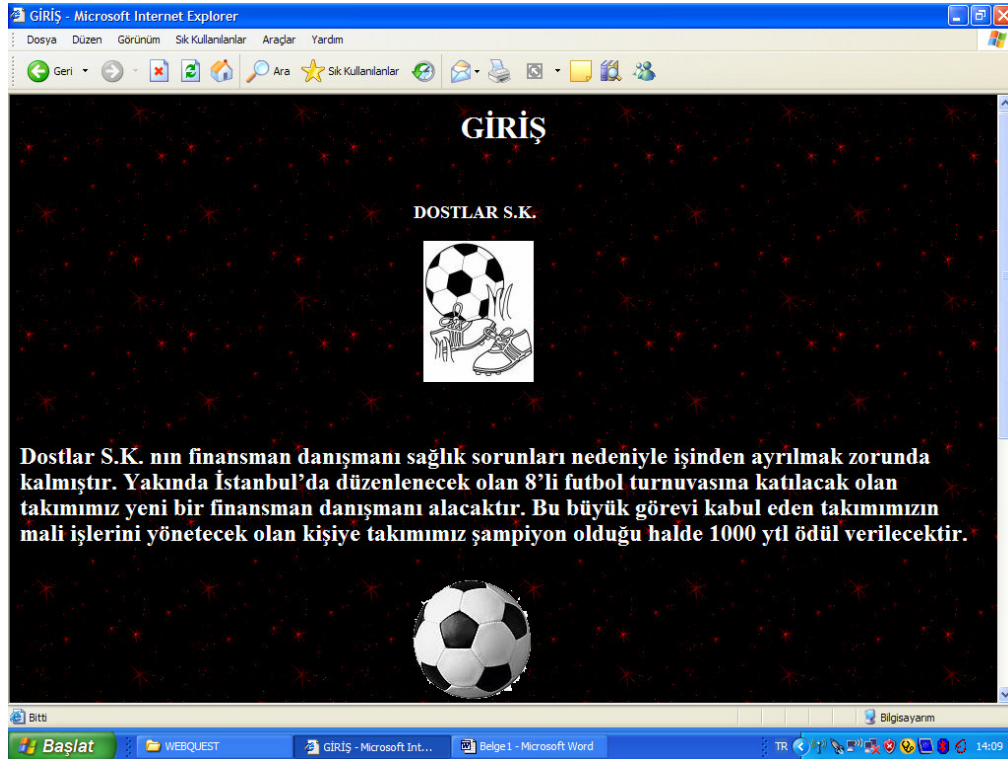 GİRİŞ - Microsoft Internet Explorer
Dosya Düzen Görünüm Sık Kullanılanlar Araçlar Yardım
Geri Ara Sık Kullanılanlar
GİRİŞ
DOSTLAR S.K.
Dostlar S.K. nın finansman danışmanı sağlık sorunları nedeniyle işinden ayrılmak zorunda
kalmıştır. Yakında İstanbul’da düzenlenecek olan 8’li futbol turnuvasına katılacak olan
takımımız yeni bir finansman danışmanı alacaktır. Bu büyük görevi kabul eden takımımızın
mali işlerini yönetecek olan kişiye takımımız şampiyon olduğu halde 1000 ytl ödül verilecektir.
Bitti Bilgisayarım
Başlat WEBQUEST GİRİŞ - Microsoft Int... Belge1 - Microsoft Word TR 14:09